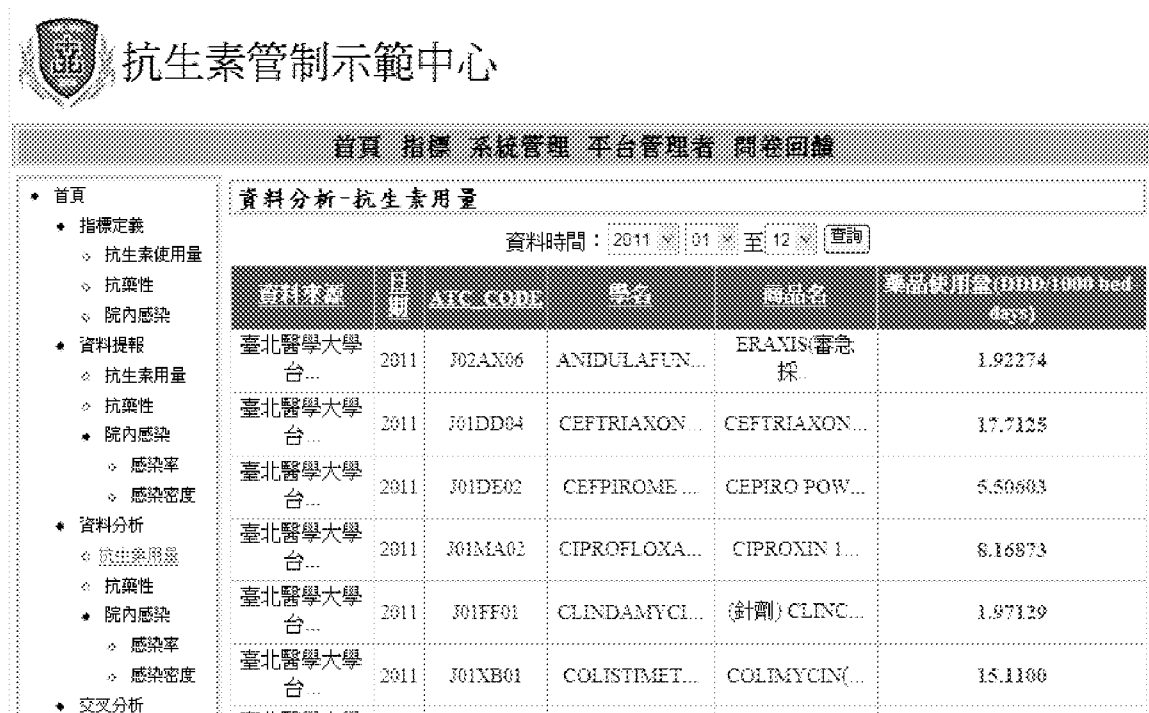 抗生素管制示範中心
首頁 指標 系統管理 平台管理者 問卷回饋
首頁
指標定義
抗生素使用量
抗藥性
院內感染
資料提報
抗生素用量
抗藥性
院內感染
感染率
感染密度
資料分析
抗生素用量
抗藥性
院內感染
感染率
感染密度
交叉分析
資料分析-抗生素用量
資料時間：2011 01 至 12 查詢
資料來源 日期 ATC_CODE 學名 商品名 藥品使用量(DDD/1000 bed days)
臺北醫學大學台... 2011 J02AX06 ANIDULAFUN... ERAXIS(審急採.. 1.92274
臺北醫學大學台... 2011 J01DD04 CEFTRIAXON... CEFTRIAXON... 17.7125
臺北醫學大學台... 2011 J01DE02 CEFPIROME ... CEPIRO POW... 5.50603
臺北醫學大學台... 2011 J01MA02 CIPROFLOXA... CIPROXIN 1... 8.16873
臺北醫學大學台... 2011 J01FF01 CLINDAMYCI... (針劑) CLINC... 1.97129
臺北醫學大學台... 2011 J01XB01 COLISTIMET... COLIMYCIN(... 15.1100